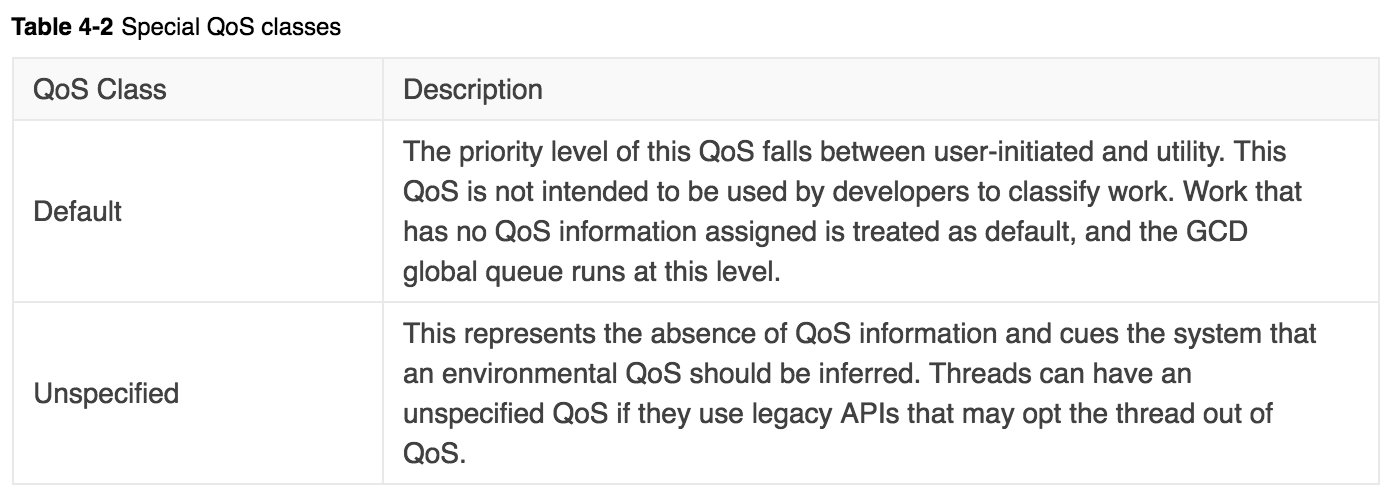 Table 4-2 Special QoS classes
QoS Class
Description
Default
The priority level of this QoS falls between user-initiated and utility. This
QoS is not intended to be used by developers to classify work. Work that
has no QoS information assigned is treated as default, and the GCD
global queue runs at this level.
Unspecified
This represents the absence of QoS information and cues the system that
an environmental QoS should be inferred. Threads can have an
unspecified QoS if they use legacy APIs that may opt the thread out of
QoS.